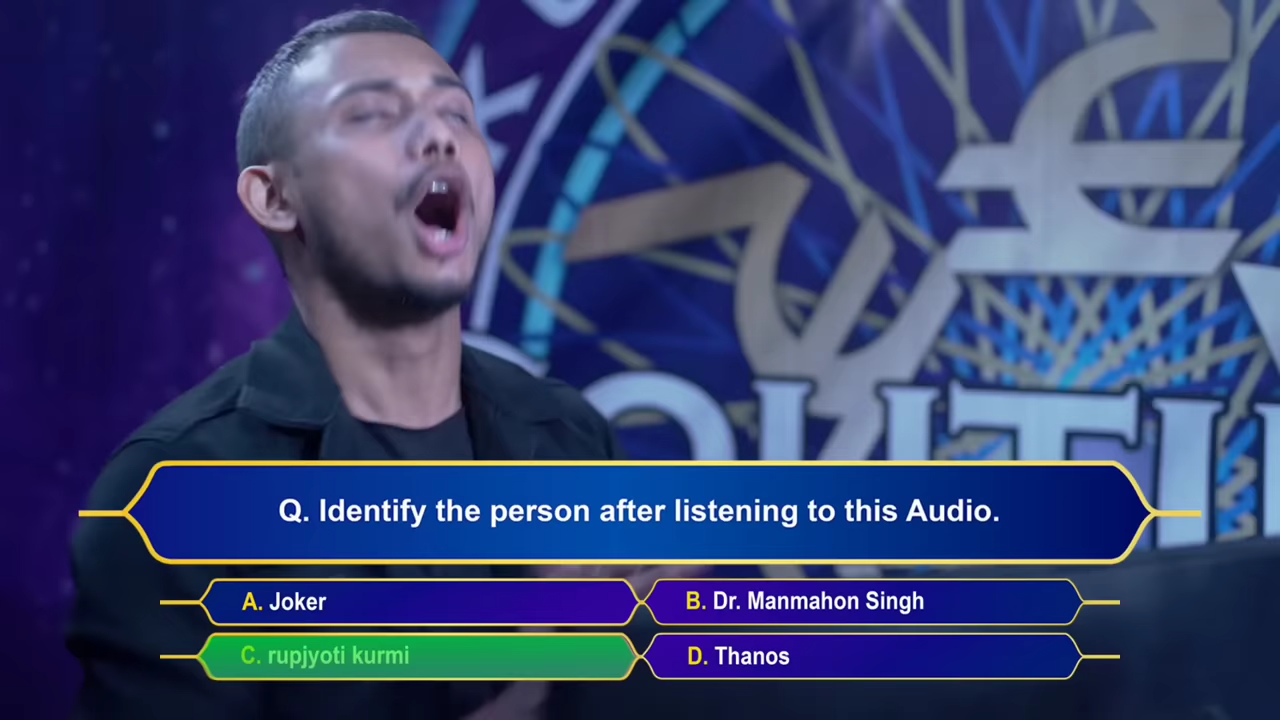 Q. Identify the person after listening to this Audio.
A. Joker
B. Dr. Manmahon Singh
C. rupjyoti kurmi
D. Thanos